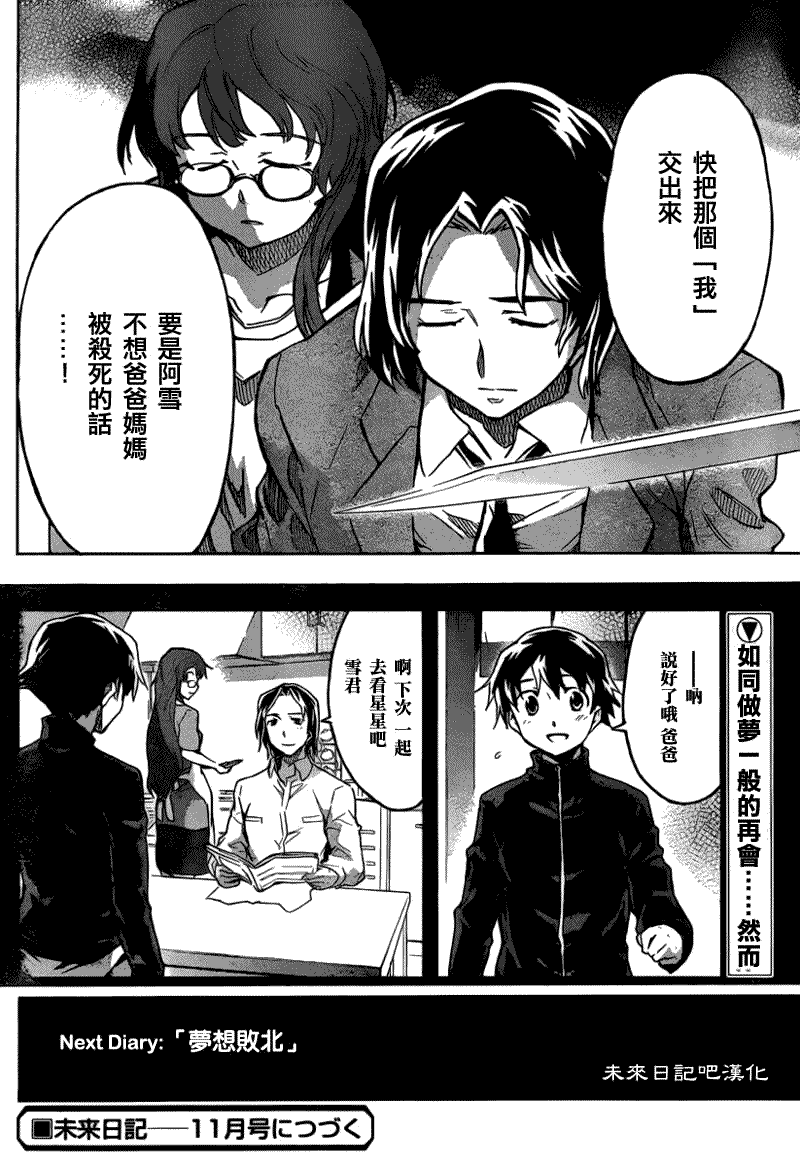 快把那個「我」
交出來
要是阿雪
不想爸爸媽媽
被殺死的話
……！
▼如同做夢一般的再會……然而
——吶
說好了哦 爸爸
啊 下次 一起
去看星星吧
雪君
Next Diary:「夢想敗北」
未來日記吧漢化
■未来日記——11月号につづく